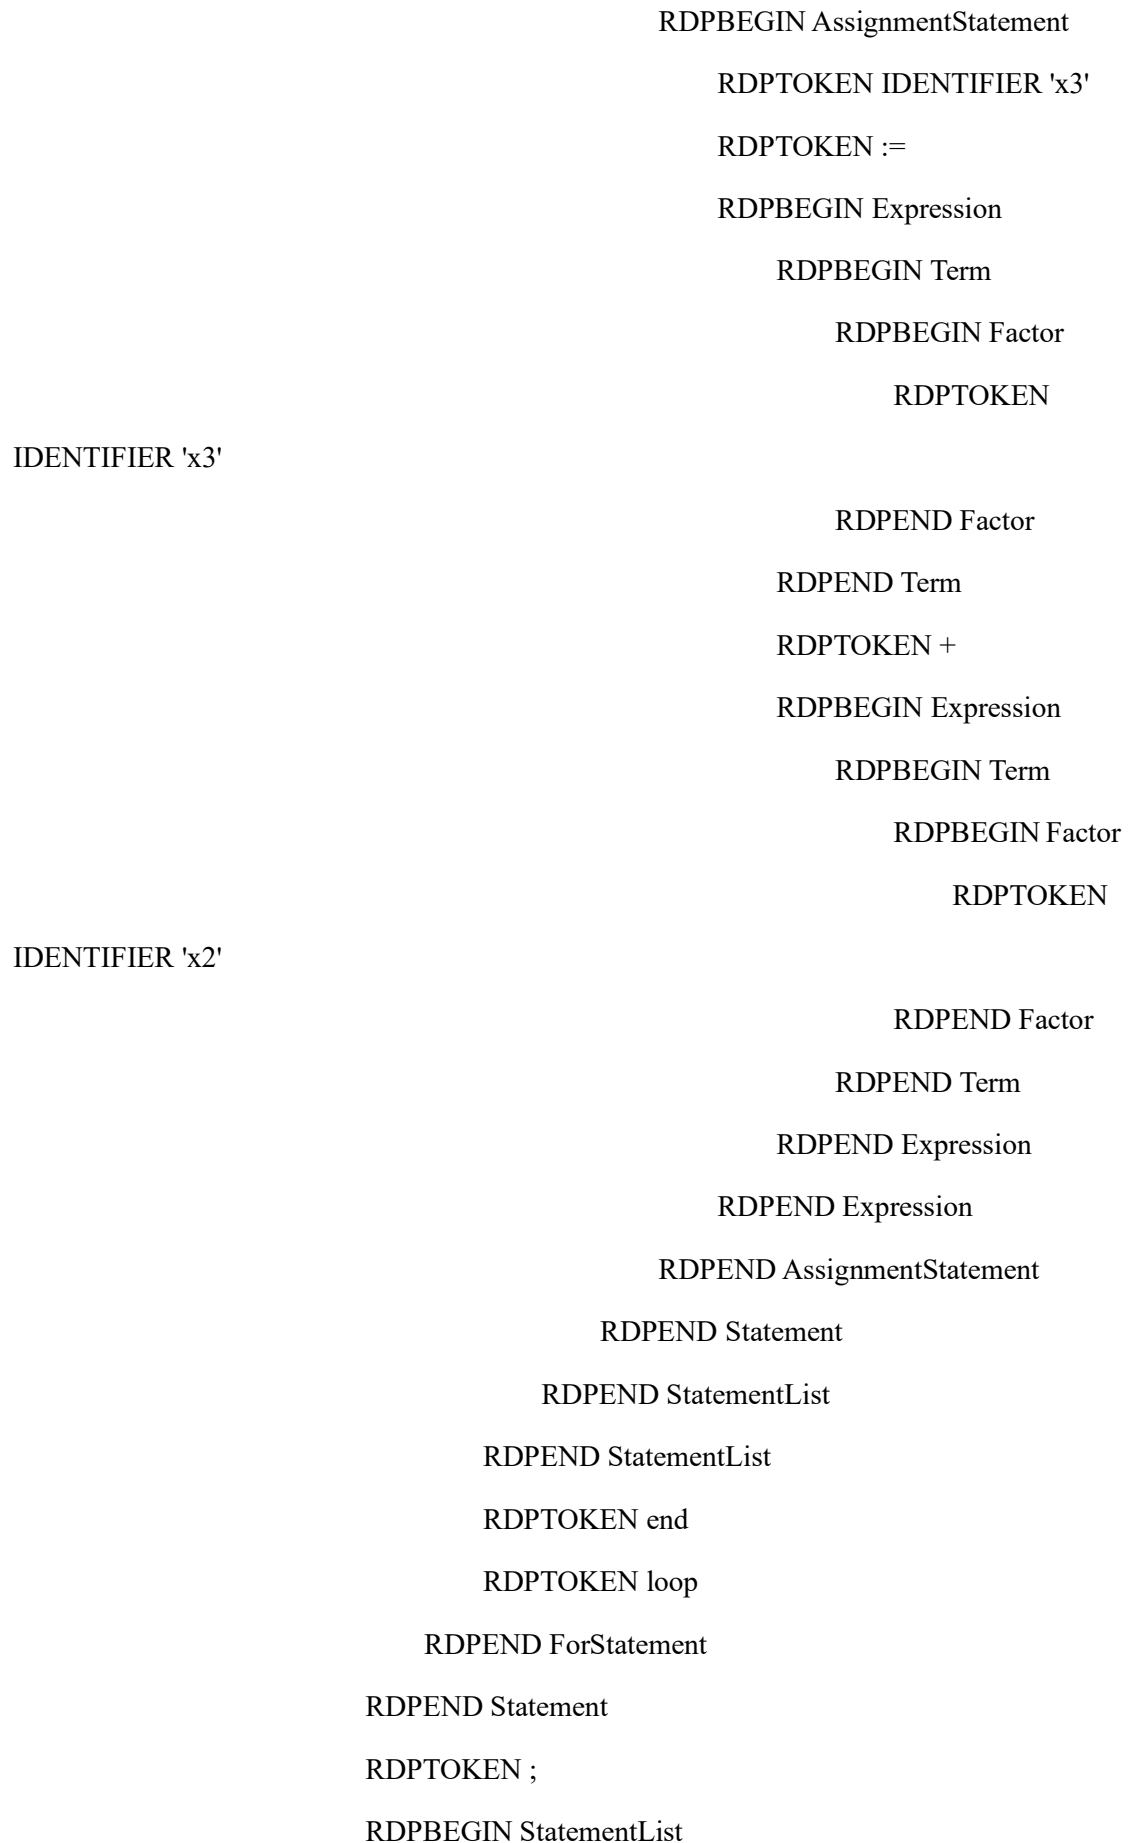 RDPBEGIN AssignmentStatement
RDPTOKEN IDENTIFIER 'x3'
RDPTOKEN :=
RDPBEGIN Expression
RDPBEGIN Term
RDPBEGIN Factor
RDPTOKEN
IDENTIFIER 'x3'
RDPEND Factor
RDPEND Term
RDPTOKEN +
RDPBEGIN Expression
RDPBEGIN Term
RDPBEGIN Factor
RDPTOKEN
IDENTIFIER 'x2'
RDPEND Factor
RDPEND Term
RDPEND Expression
RDPEND Expression
RDPEND AssignmentStatement
RDPEND Statement
RDPEND StatementList
RDPEND StatementList
RDPTOKEN end
RDPTOKEN loop
RDPEND ForStatement
RDPEND Statement
RDPTOKEN ;
RDPBEGIN StatementList